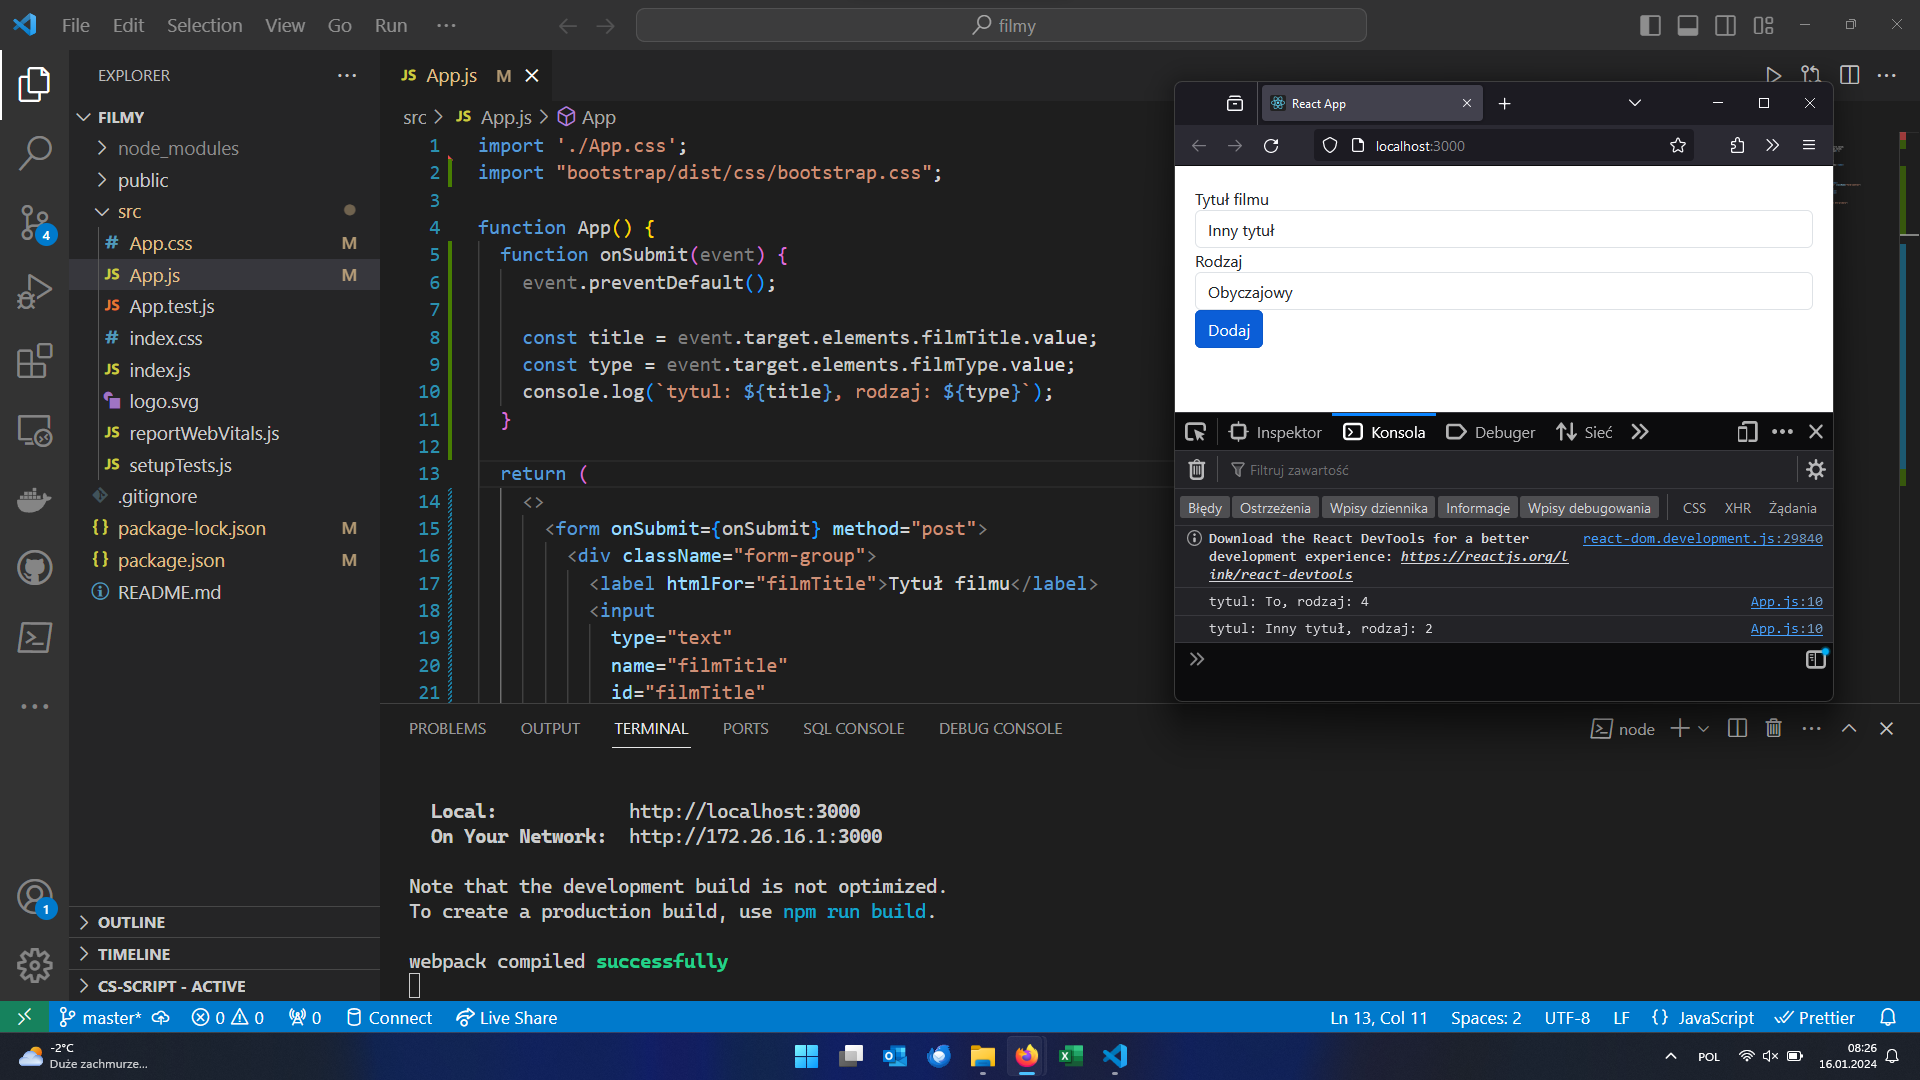 File Edit Selection View Go Run ···
filmy
EXPLORER
FILMY
node_modules
public
src
# App.css M
JS App.js M
JS App.test.js
# index.css
JS index.js
logo.svg
JS reportWebVitals.js
JS setupTests.js
.gitignore
{} package-lock.json M
{} package.json M
README.md
4
1
OUTLINE
TIMELINE
CS-SCRIPT - ACTIVE
JS App.js M
src > JS App.js > App
1 import './App.css';
2 import "bootstrap/dist/css/bootstrap.css";
3
4 function App() {
5 function onSubmit(event) {
6 event.preventDefault();
7
8 const title = event.target.elements.filmTitle.value;
9 const type = event.target.elements.filmType.value;
10 console.log(`tytul: ${title}, rodzaj: ${type}`);
11 }
12
13 return (
14 <>
15 <form onSubmit={onSubmit} method="post">
16 <div className="form-group">
17 <label htmlFor="filmTitle">Tytuł filmu</label>
18 <input
19 type="text"
20 name="filmTitle"
21 id="filmTitle"
React App
localhost:3000
Tytuł filmu
Inny tytuł
Rodzaj
Obyczajowy
Dodaj
Inspektor Konsola Debuger Sieć
Filtruj zawartość
Błędy Ostrzeżenia Wpisy dziennika Informacje Wpisy debugowania CSS XHR Żądania
Download the React DevTools for a better react-dom.development.js:29840
development experience: https://reactjs.org/l
ink/react-devtools
tytul: To, rodzaj: 4 App.js:10
tytul: Inny tytuł, rodzaj: 2 App.js:10
PROBLEMS OUTPUT TERMINAL PORTS SQL CONSOLE DEBUG CONSOLE
node
Local: http://localhost:3000
On Your Network: http://172.26.16.1:3000
Note that the development build is not optimized.
To create a production build, use npm run build.
webpack compiled successfully
master* 0 0 0 Connect Live Share
Ln 13, Col 11 Spaces: 2 UTF-8 LF {} JavaScript Prettier
-2°C
Duże zachmurze...
POL
08:26
16.01.2024